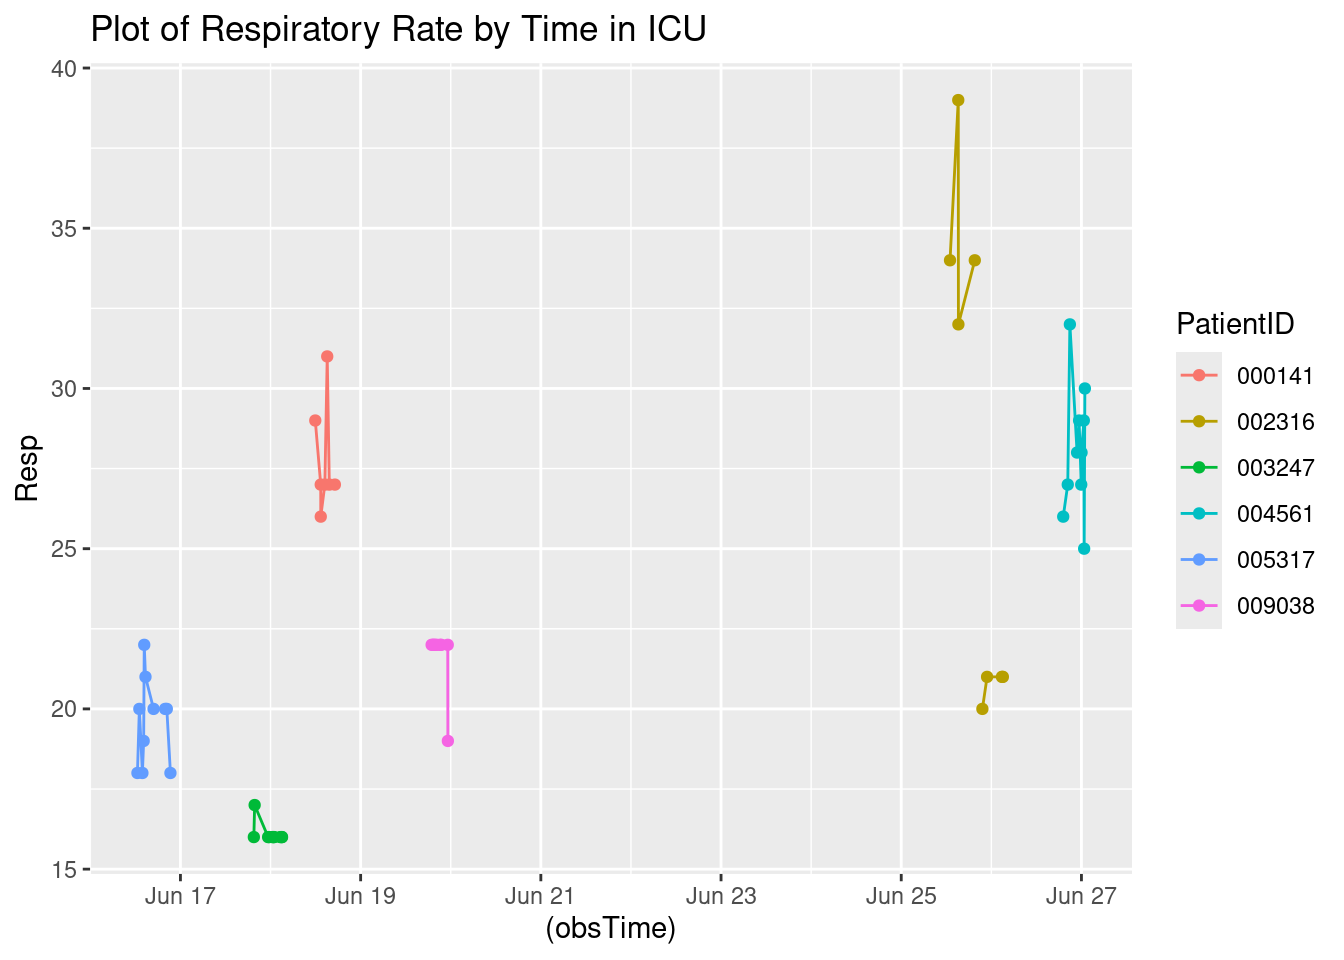 Plot of Respiratory Rate by Time in ICU
40
35
30
25
20
15
Resp
Jun 17
Jun 19
Jun 21
Jun 23
Jun 25
Jun 27
(obsTime)
PatientID
000141
002316
003247
004561
005317
009038